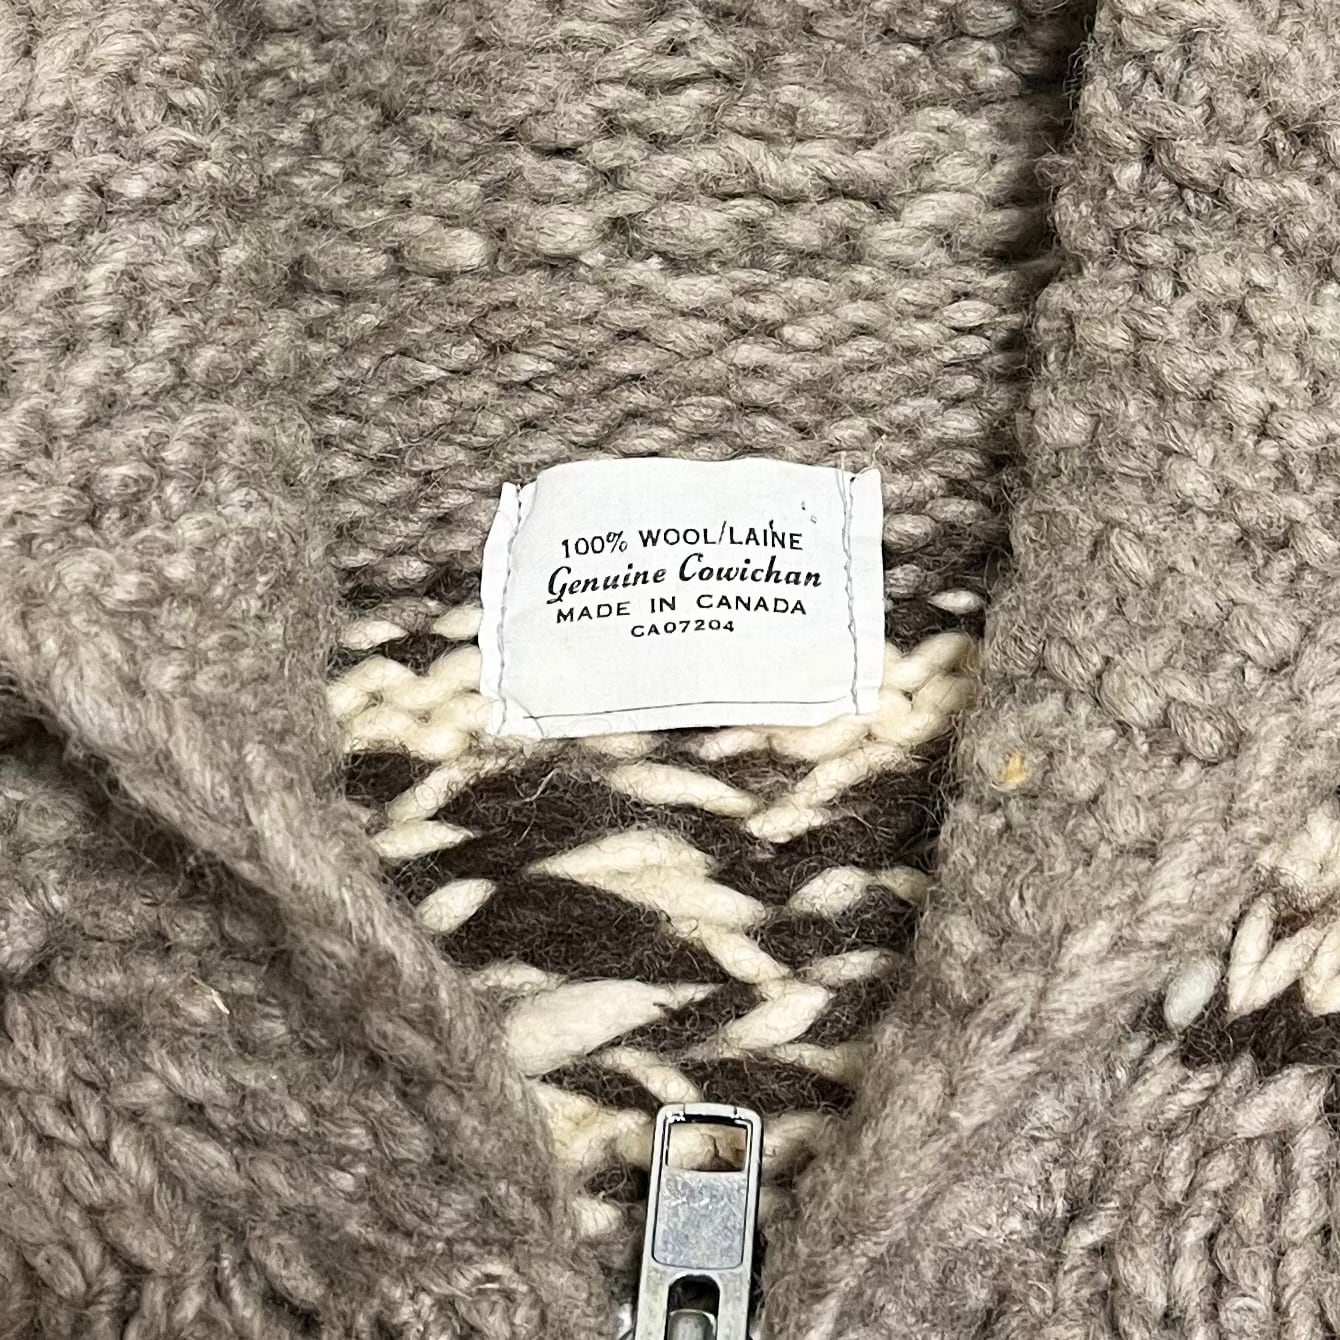 100% WOOL/LAINE
Genuine Cowichan
MADE IN CANADA
CA07204